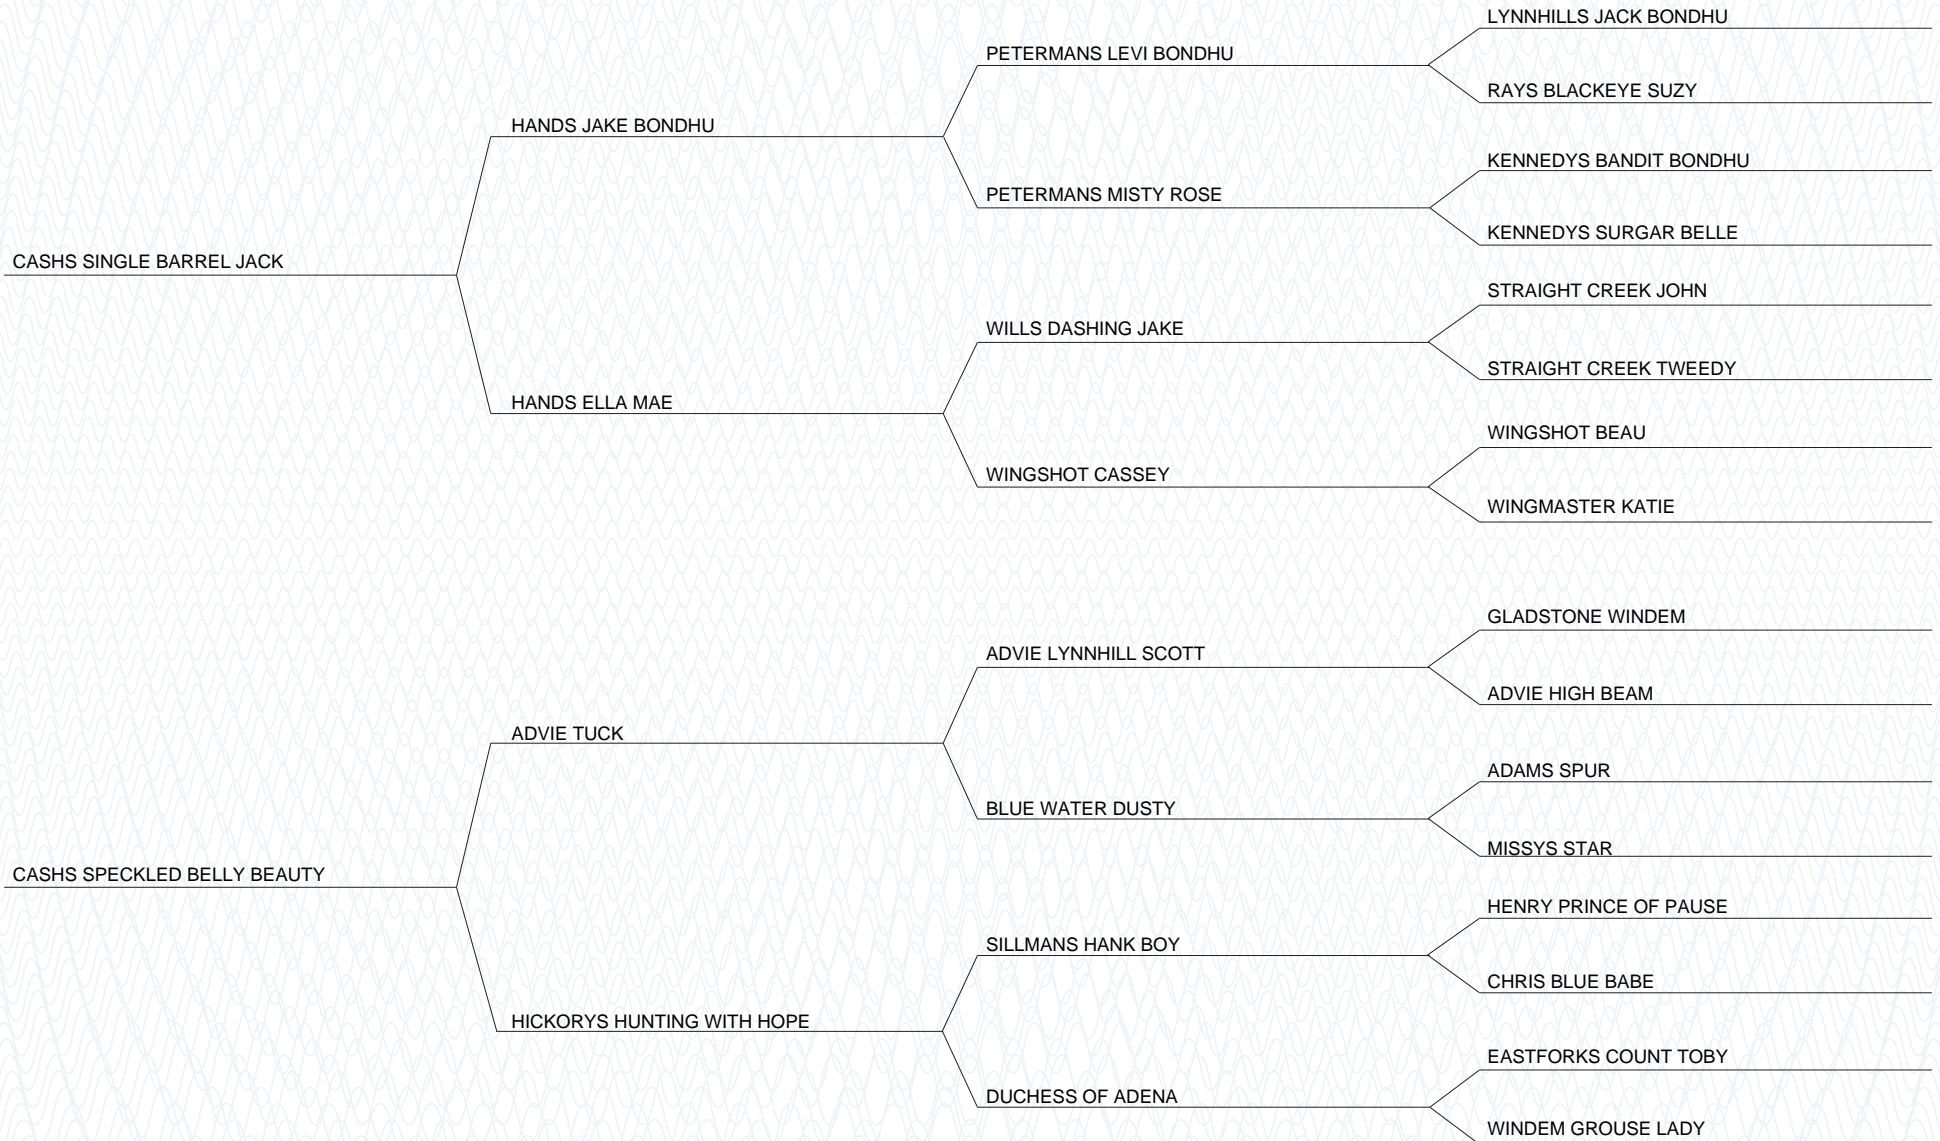 LYNNHILLS JACK BONDHU
PETERMANS LEVI BONDHU
RAYS BLACKEYE SUZY
HANDS JAKE BONDHU
KENNEDYS BANDIT BONDHU
PETERMANS MISTY ROSE
KENNEDYS SURGAR BELLE
CASHS SINGLE BARREL JACK
STRAIGHT CREEK JOHN
WILLS DASHING JAKE
STRAIGHT CREEK TWEEDY
HANDS ELLA MAE
WINGSHOT BEAU
WINGSHOT CASSEY
WINGMASTER KATIE
GLADSTONE WINDEM
ADVIE LYNNHILL SCOTT
ADVIE HIGH BEAM
ADVIE TUCK
ADAMS SPUR
BLUE WATER DUSTY
MISSYS STAR
CASHS SPECKLED BELLY BEAUTY
HENRY PRINCE OF PAUSE
SILLMANS HANK BOY
CHRIS BLUE BABE
HICKORYS HUNTING WITH HOPE
EASTFORKS COUNT TOBY
DUCHESS OF ADENA
WINDEM GROUSE LADY